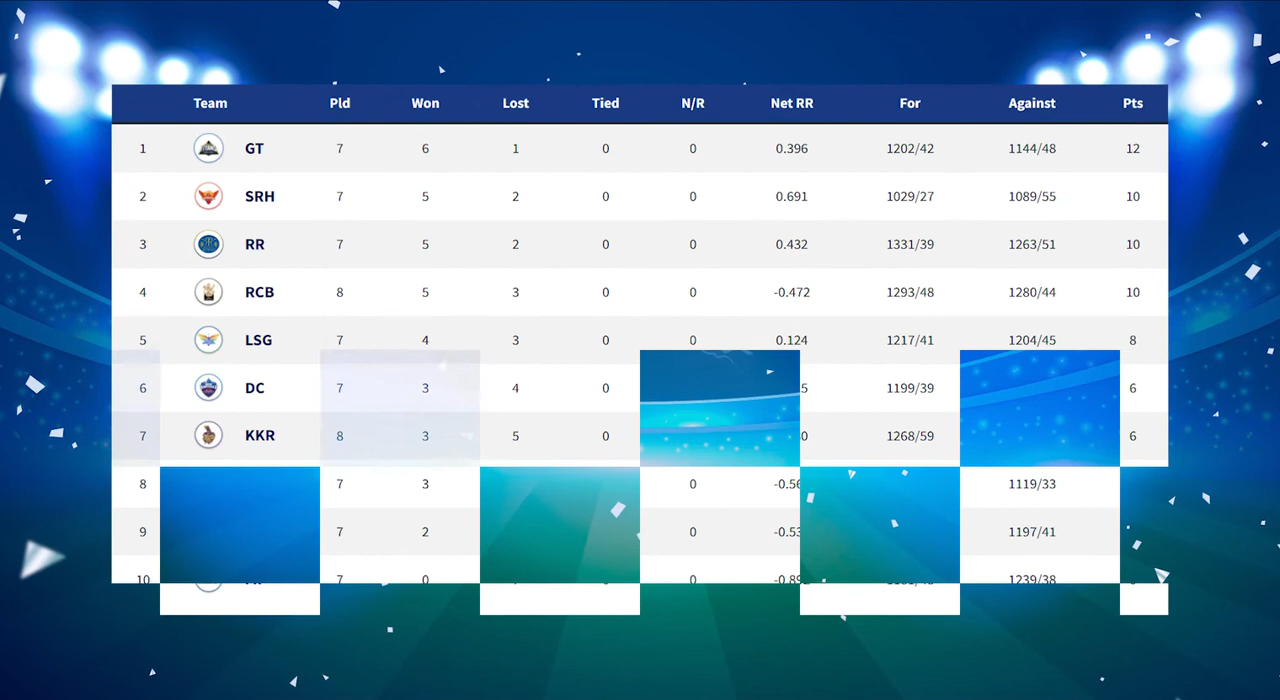 Team Pld Won Lost Tied N/R Net RR For Against Pts
1 GT 7 6 1 0 0 0.396 1202/42 1144/48 12
2 SRH 7 5 2 0 0 0.691 1029/27 1089/55 10
3 RR 7 5 2 0 0 0.432 1331/39 1263/51 10
4 RCB 8 5 3 0 0 -0.472 1293/48 1280/44 10
5 LSG 7 4 3 0 0 0.124 1217/41 1204/45 8
6 DC 7 3 4 0 1199/39 6
7 KKR 8 3 5 0 1268/59 6
8 7 3 0 1119/33
9 7 2 0 1197/41
10 7 0 0 1239/38